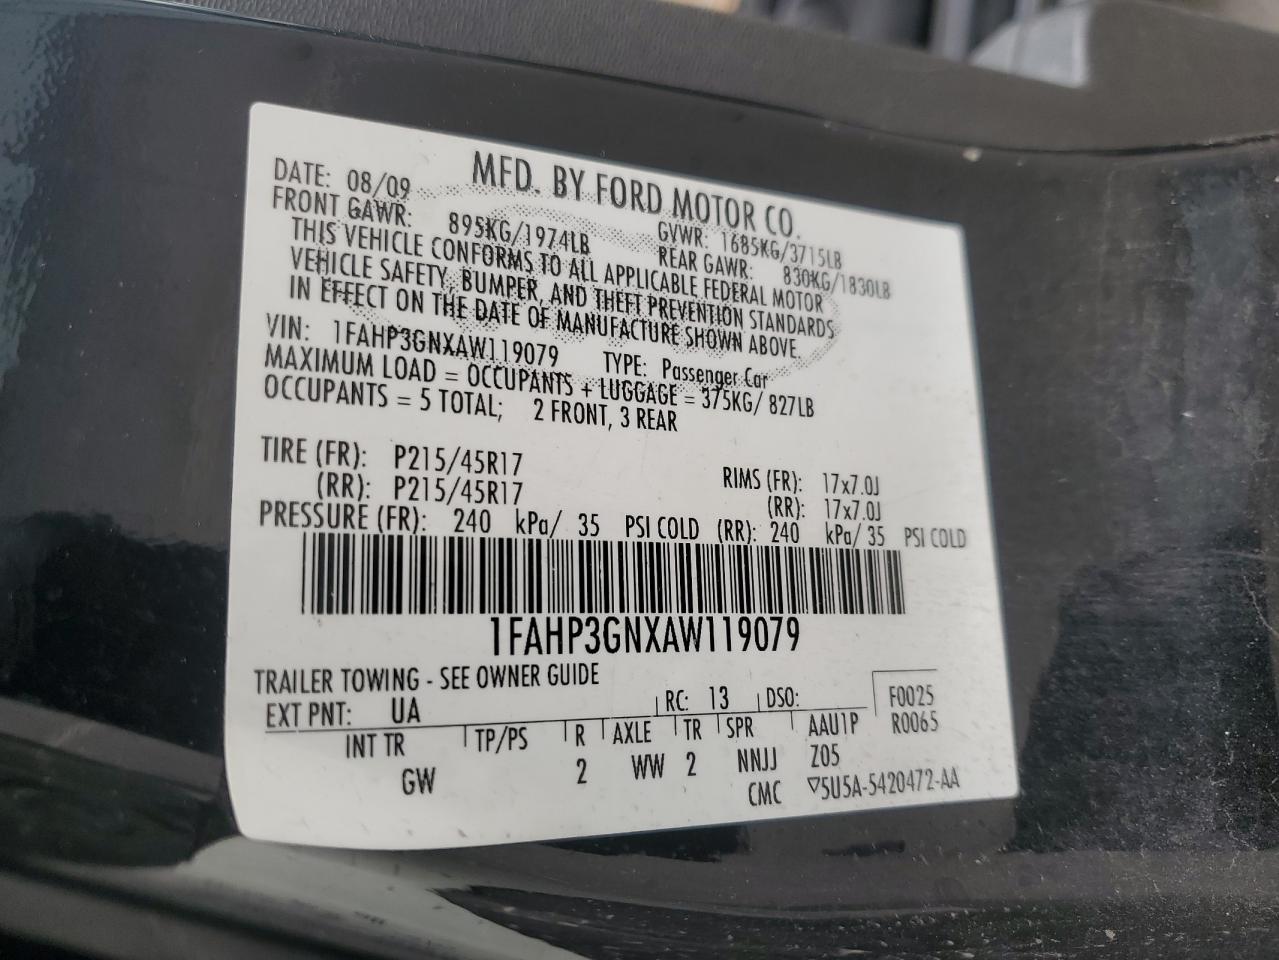 MFD. BY FORD MOTOR CO.
DATE: 08/09 GVWR: 1685KG/3715LB
FRONT GAWR: 895KG/1974LB REAR GAWR: 830KG/1830LB
THIS VEHICLE CONFORMS TO ALL APPLICABLE FEDERAL MOTOR
VEHICLE SAFETY, BUMPER, AND THEFT PREVENTION STANDARDS
IN EFFECT ON THE DATE OF MANUFACTURE SHOWN ABOVE.
VIN: 1FAHP3GNXAW119079 TYPE: Passenger Car
MAXIMUM LOAD = OCCUPANTS + LUGGAGE = 375KG/ 827LB
OCCUPANTS = 5 TOTAL; 2 FRONT, 3 REAR
TIRE (FR): P215/45R17 RIMS (FR): 17x7.0J
(RR): P215/45R17 (RR): 17x7.0J
PRESSURE (FR): 240 kPa/ 35 PSI COLD (RR): 240 kPa/ 35 PSI COLD
1FAHP3GNXAW119079
TRAILER TOWING - SEE OWNER GUIDE
EXT PNT: UA RC: 13 DSO: F0025
INT TR TP/PS R AXLE TR SPR AAU1P R0065
GW 2 WW 2 NNJJ Z05
CMC ▽5U5A-5420472-AA